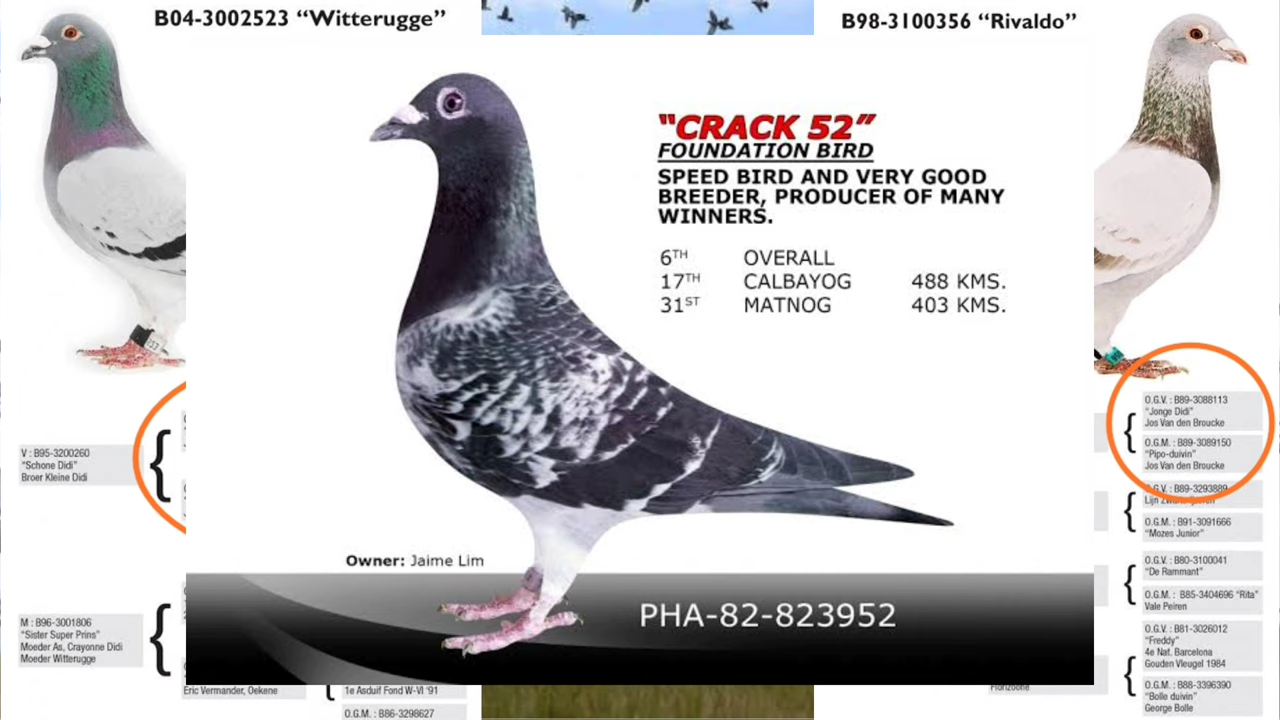 B04-3002523 “Witterugge”
B98-3100356 “Rivaldo”
“CRACK 52”
FOUNDATION BIRD
SPEED BIRD AND VERY GOOD
BREEDER, PRODUCER OF MANY
WINNERS.
6TH OVERALL
17TH CALBAYOG 488 KMS.
31ST MATNOG 403 KMS.
Owner: Jaime Lim
PHA-82-823952
V : B95-3200260
“Schone Didi”
Broer Kleine Didi
M : B96-3001806
“Sister Super Prins”
Moeder As, Crayonne Didi
Moeder Witterugge
Eric Vermander, Oekene
1e Asduif Fond W-Vl '91
O.G.M. : B86-3298627
O.G.V. : B89-3088113
“Jonge Didi”
Jos Van den Broucke
O.G.M. : B89-3089150
“Pipo-duivin”
Jos Van den Broucke
O.G.V. : B89-3293889
Lijn
O.G.M. : B91-3091666
“Mozes Junior”
O.G.V. : B80-3100041
“De Rammant”
O.G.M. : B85-3404696 “Rita”
Vale Peiren
O.G.V. : B81-3026012
“Freddy”
4e Nat. Barcelona
Gouden Vleugel 1984
O.G.M. : B88-3396390
“Bolle duivin”
George Bolle